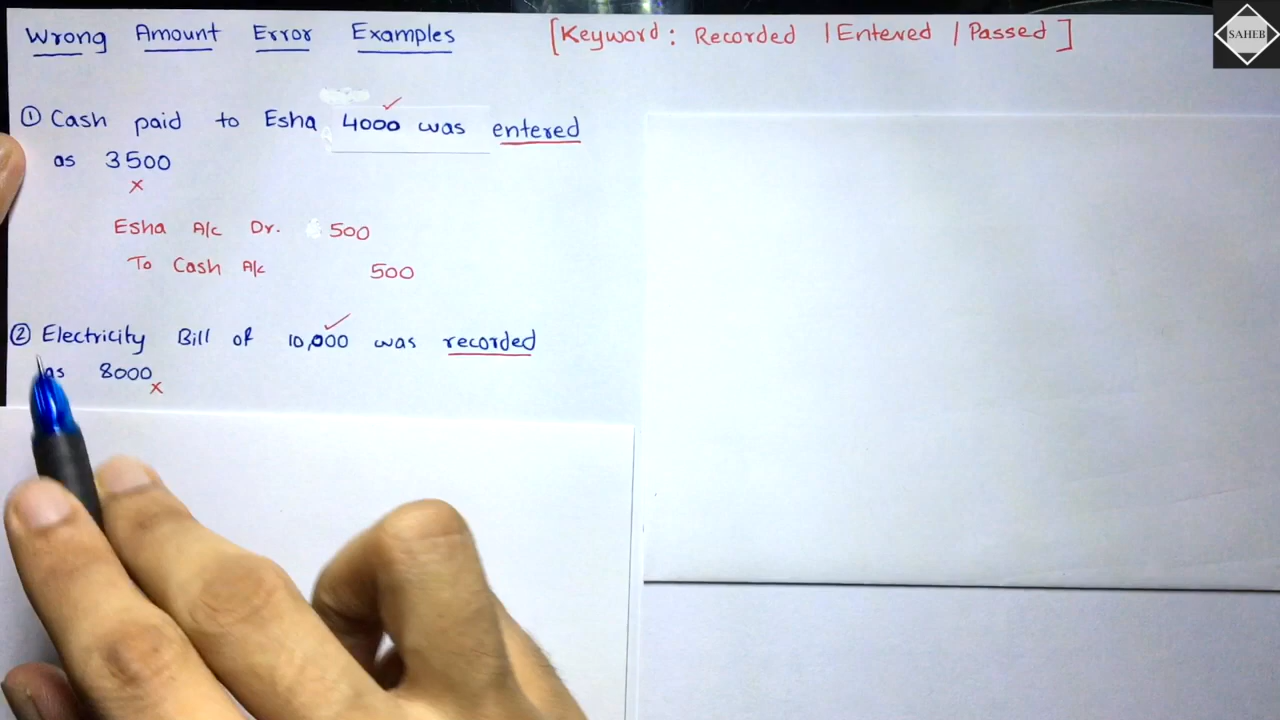 Wrong Amount Error Examples [Keyword: Recorded | Entered | Passed]
SAHEB
① Cash paid to Esha 4000 ✓ was entered
as 3500
x
Esha A/c Dr. 500
To Cash A/c 500
② Electricity Bill of 10,000 ✓ was recorded
as 8000
x